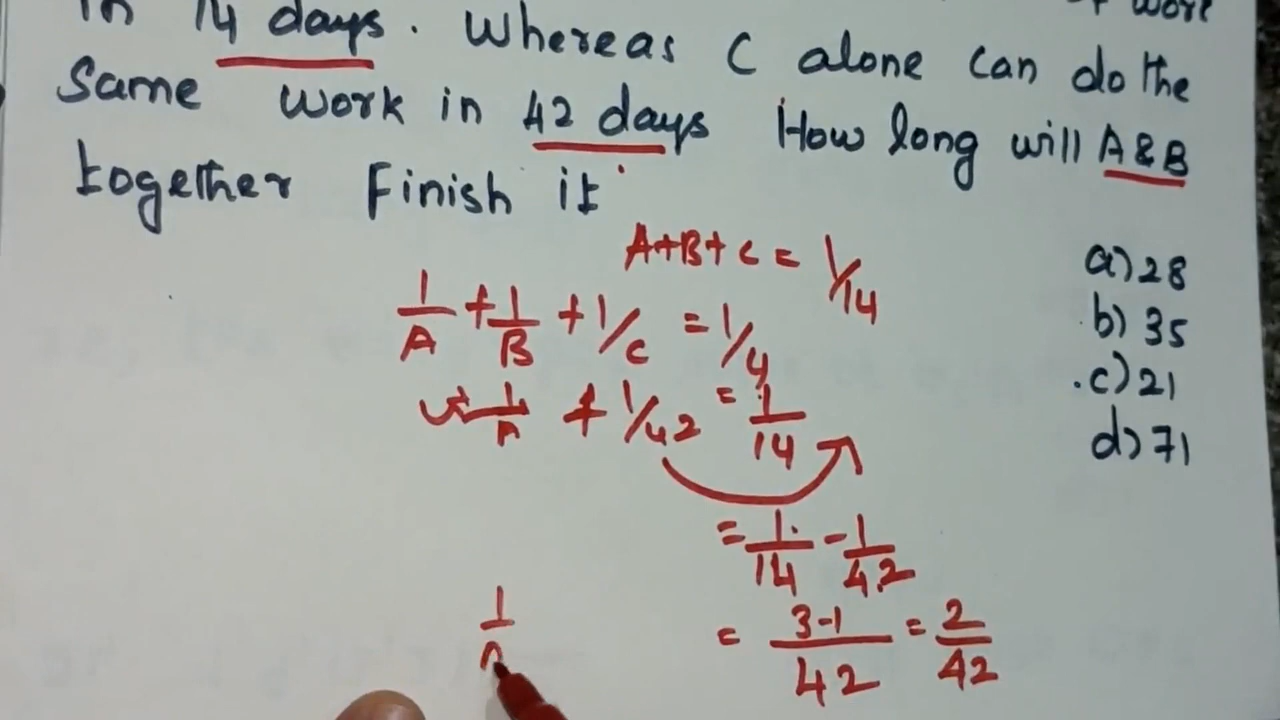 in 14 days. Whereas C alone can do the
work
Same work in 42 days How long will A&B
together Finish it
A+B+C = 1/14
1/A + 1/B + 1/C = 1/4
1/A + 1/42 = 1/14
= 1/14 - 1/42
= 3-1/42 = 2/42
1
a) 28
b) 35
.c) 21
d) 71